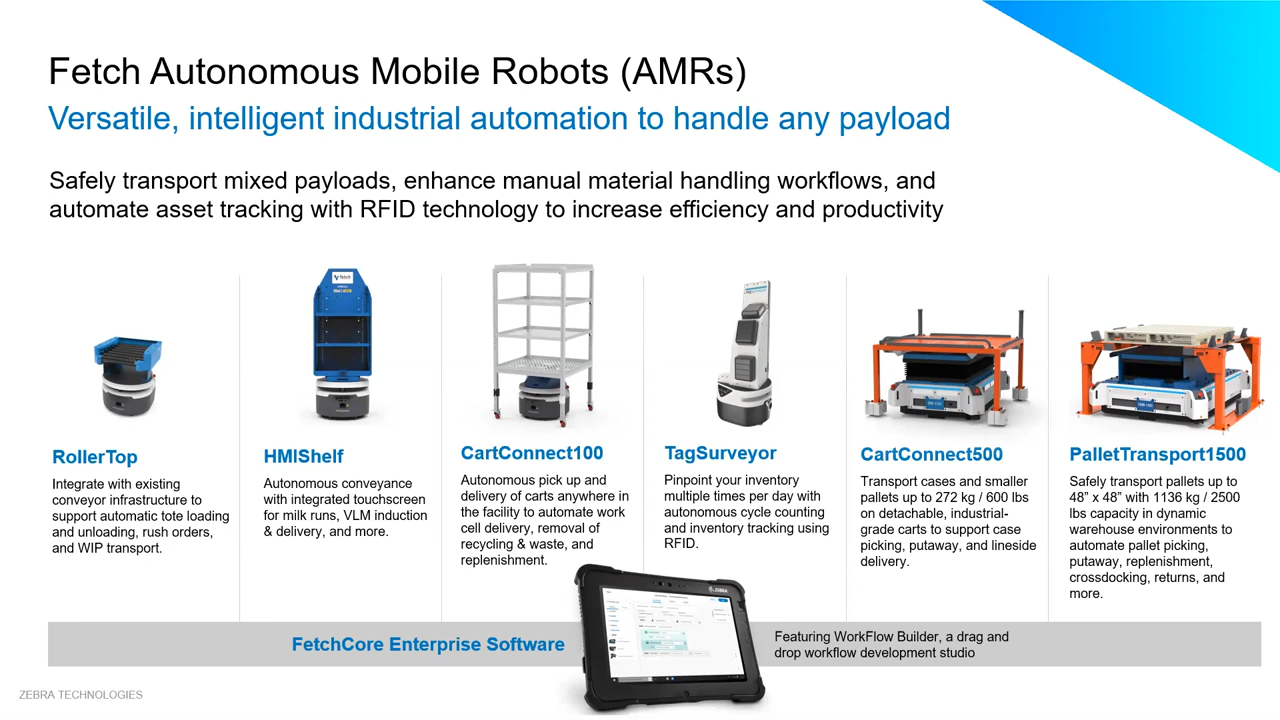 Fetch Autonomous Mobile Robots (AMRs)
Versatile, intelligent industrial automation to handle any payload
Safely transport mixed payloads, enhance manual material handling workflows, and
automate asset tracking with RFID technology to increase efficiency and productivity
fetch
RollerTop
Integrate with existing
conveyor infrastructure to
support automatic tote loading
and unloading, rush orders,
and WIP transport.
HMIShelf
Autonomous conveyance
with integrated touchscreen
for milk runs, VLM induction
& delivery, and more.
CartConnect100
Autonomous pick up and
delivery of carts anywhere in
the facility to automate work
cell delivery, removal of
recycling & waste, and
replenishment.
TagSurveyor
Pinpoint your inventory
multiple times per day with
autonomous cycle counting
and inventory tracking using
RFID.
CartConnect500
Transport cases and smaller
pallets up to 272 kg / 600 lbs
on detachable, industrial-
grade carts to support case
picking, putaway, and lineside
delivery.
PalletTransport1500
Safely transport pallets up to
48” x 48” with 1136 kg / 2500
lbs capacity in dynamic
warehouse environments to
automate pallet picking,
putaway, replenishment,
crossdocking, returns, and
more.
FetchCore Enterprise Software
ZEBRA
Featuring WorkFlow Builder, a drag and
drop workflow development studio
ZEBRA TECHNOLOGIES